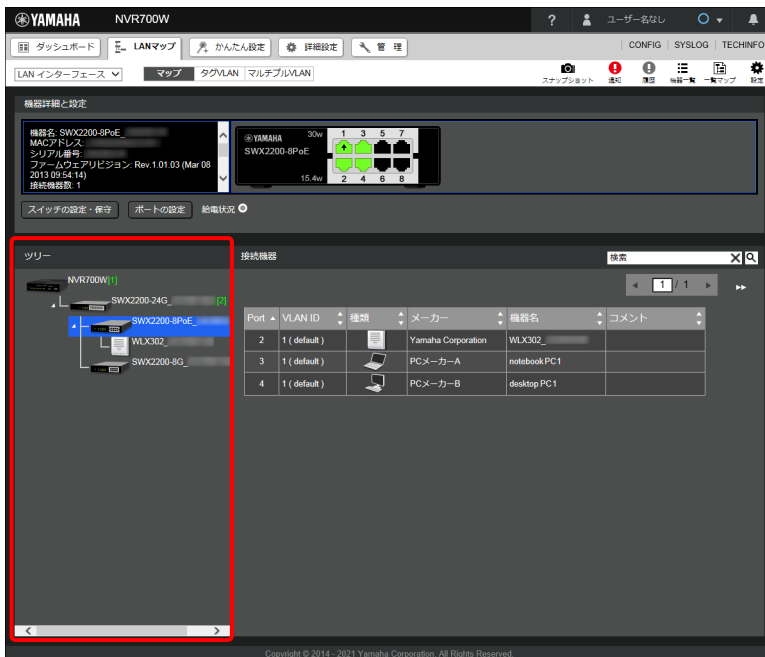 YAMAHA NVR700W ? ユーザー名なし
ダッシュボード LANマップ かんたん設定 詳細設定 管 理 CONFIG SYSLOG TECHINFO
LAN インターフェース マップ タグVLAN マルチプルVLAN スナップショット 通知 履歴 機器一覧 一覧マップ 設定
機器詳細と設定
機器名: SWX2200-8PoE_
MACアドレス:
シリアル番号:
ファームウェアリビジョン: Rev.1.01.03 (Mar 08
2013 09:54:14)
接続機器数: 1
YAMAHA 30w 1 3 5 7
SWX2200-8PoE
15.4w 2 4 6 8
スイッチの設定・保守 ポートの設定 給電状況
ツリー
NVR700W[1]
SWX2200-24G_ [2]
SWX2200-8PoE_
WLX302_
SWX2200-8G_
接続機器 検索
1 / 1
Port VLAN ID 種類 メーカー 機器名 コメント
2 1 ( default ) Yamaha Corporation WLX302_
3 1 ( default ) PCメーカーA notebook PC1
4 1 ( default ) PCメーカーB desktop PC1
Copyright © 2014 - 2021 Yamaha Corporation. All Rights Reserved.